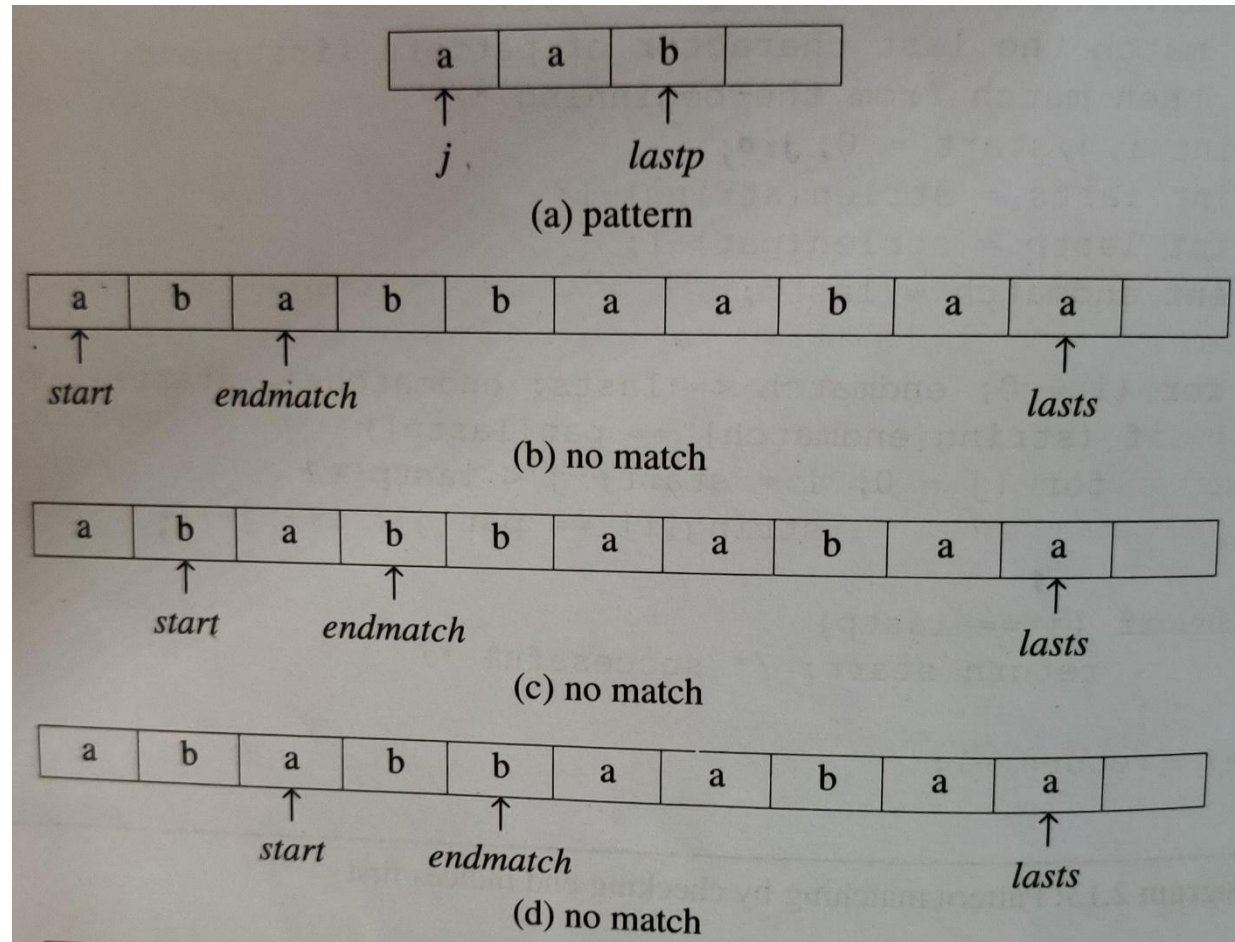 a a b
j lastp
(a) pattern
a b a b b a a b a a
start endmatch lasts
(b) no match
a b a b b a a b a a
start endmatch lasts
(c) no match
a b a b b a a b a a
start endmatch lasts
(d) no match